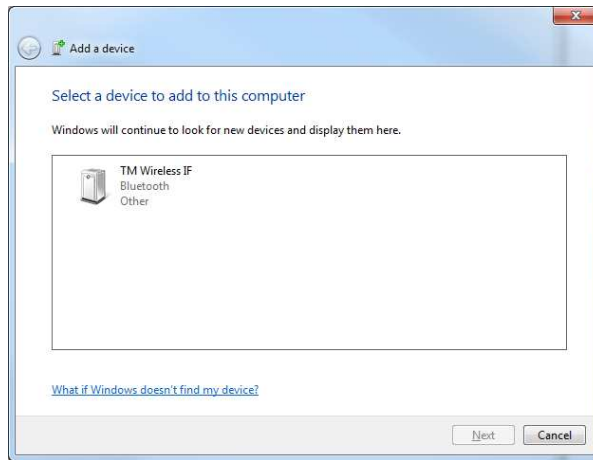 Add a device
Select a device to add to this computer
Windows will continue to look for new devices and display them here.
TM Wireless IF
Bluetooth
Other
What if Windows doesn't find my device?
Next
Cancel